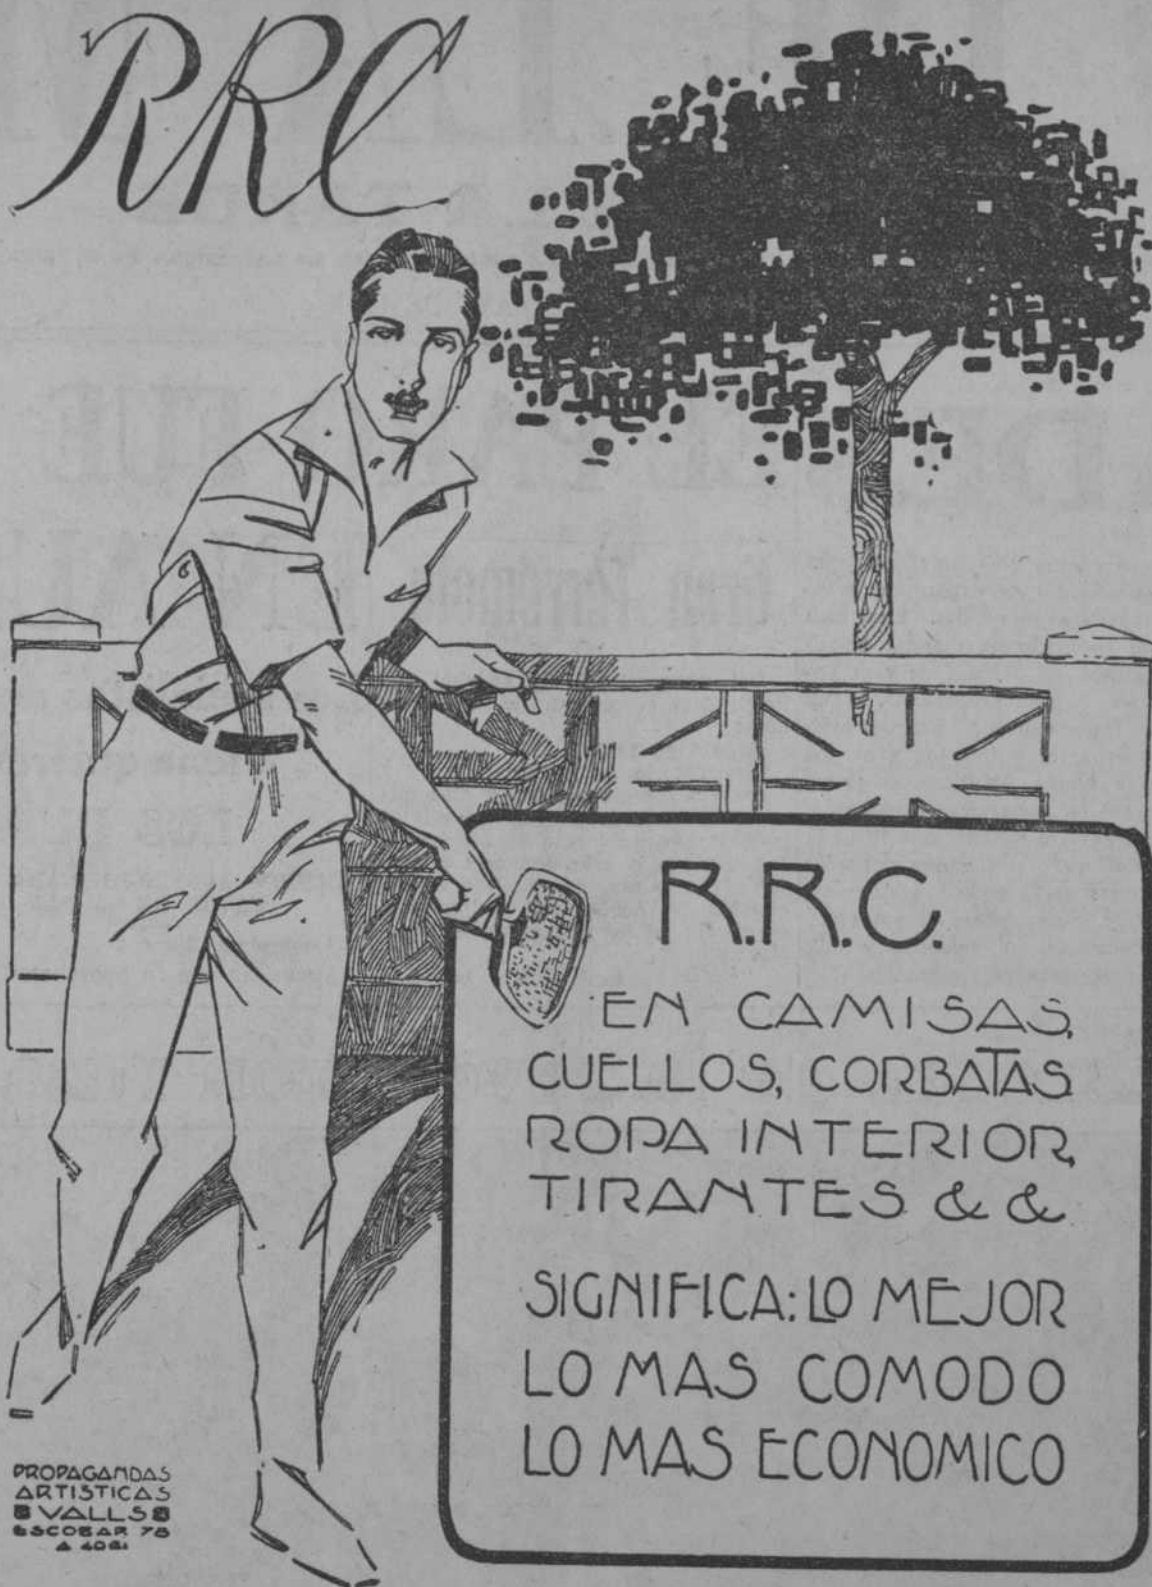 RRC
R.R.C.
EN CAMISAS,
CUELLOS, CORBATAS
ROPA INTERIOR,
TIRANTES & &
SIGNIFICA: LO MEJOR
LO MAS COMODO
LO MAS ECONOMICO
PROPAGANDAS
ARTISTICAS
VALLS
ESCOBAR 78